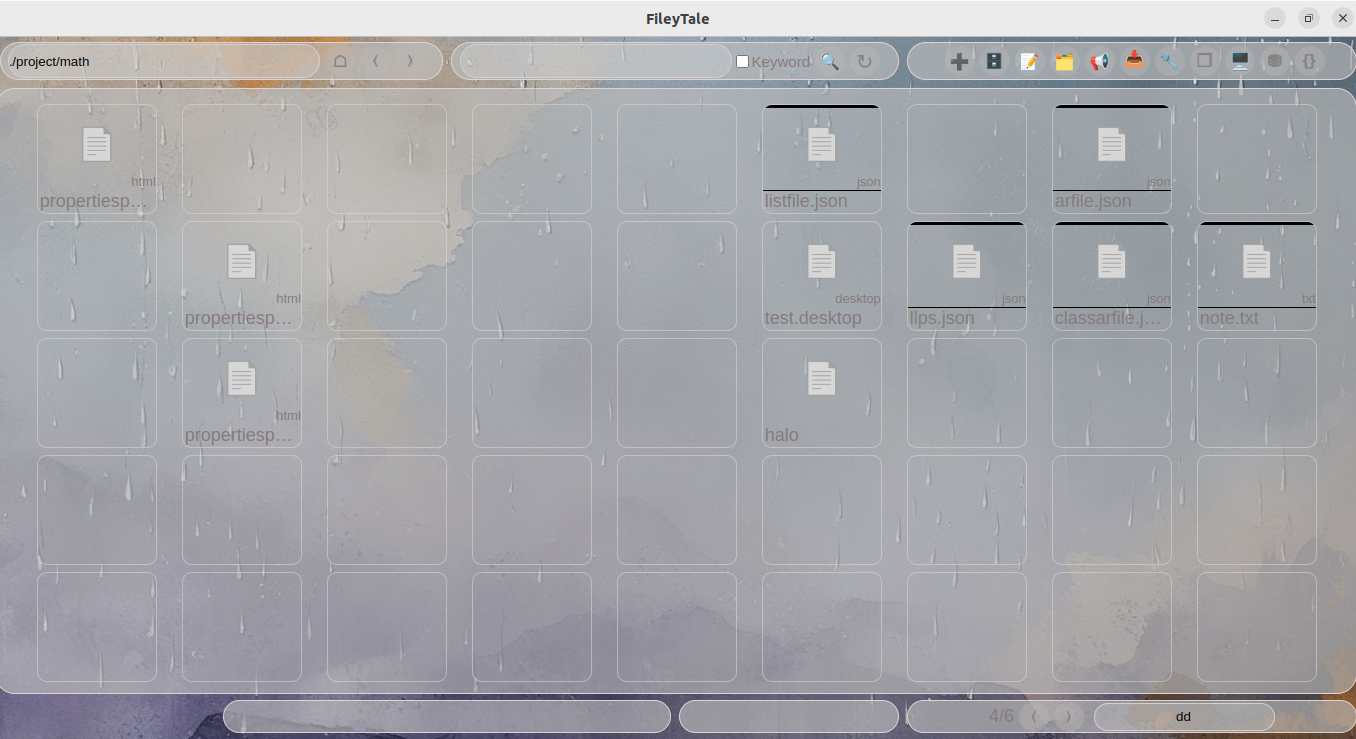 FileyTale
./project/math
Keyword
html
propertiesp...
json
listfile.json
json
arfile.json
html
propertiesp...
desktop
test.desktop
json
llps.json
json
classarfile.j...
txt
note.txt
html
propertiesp...
halo
4/6
dd